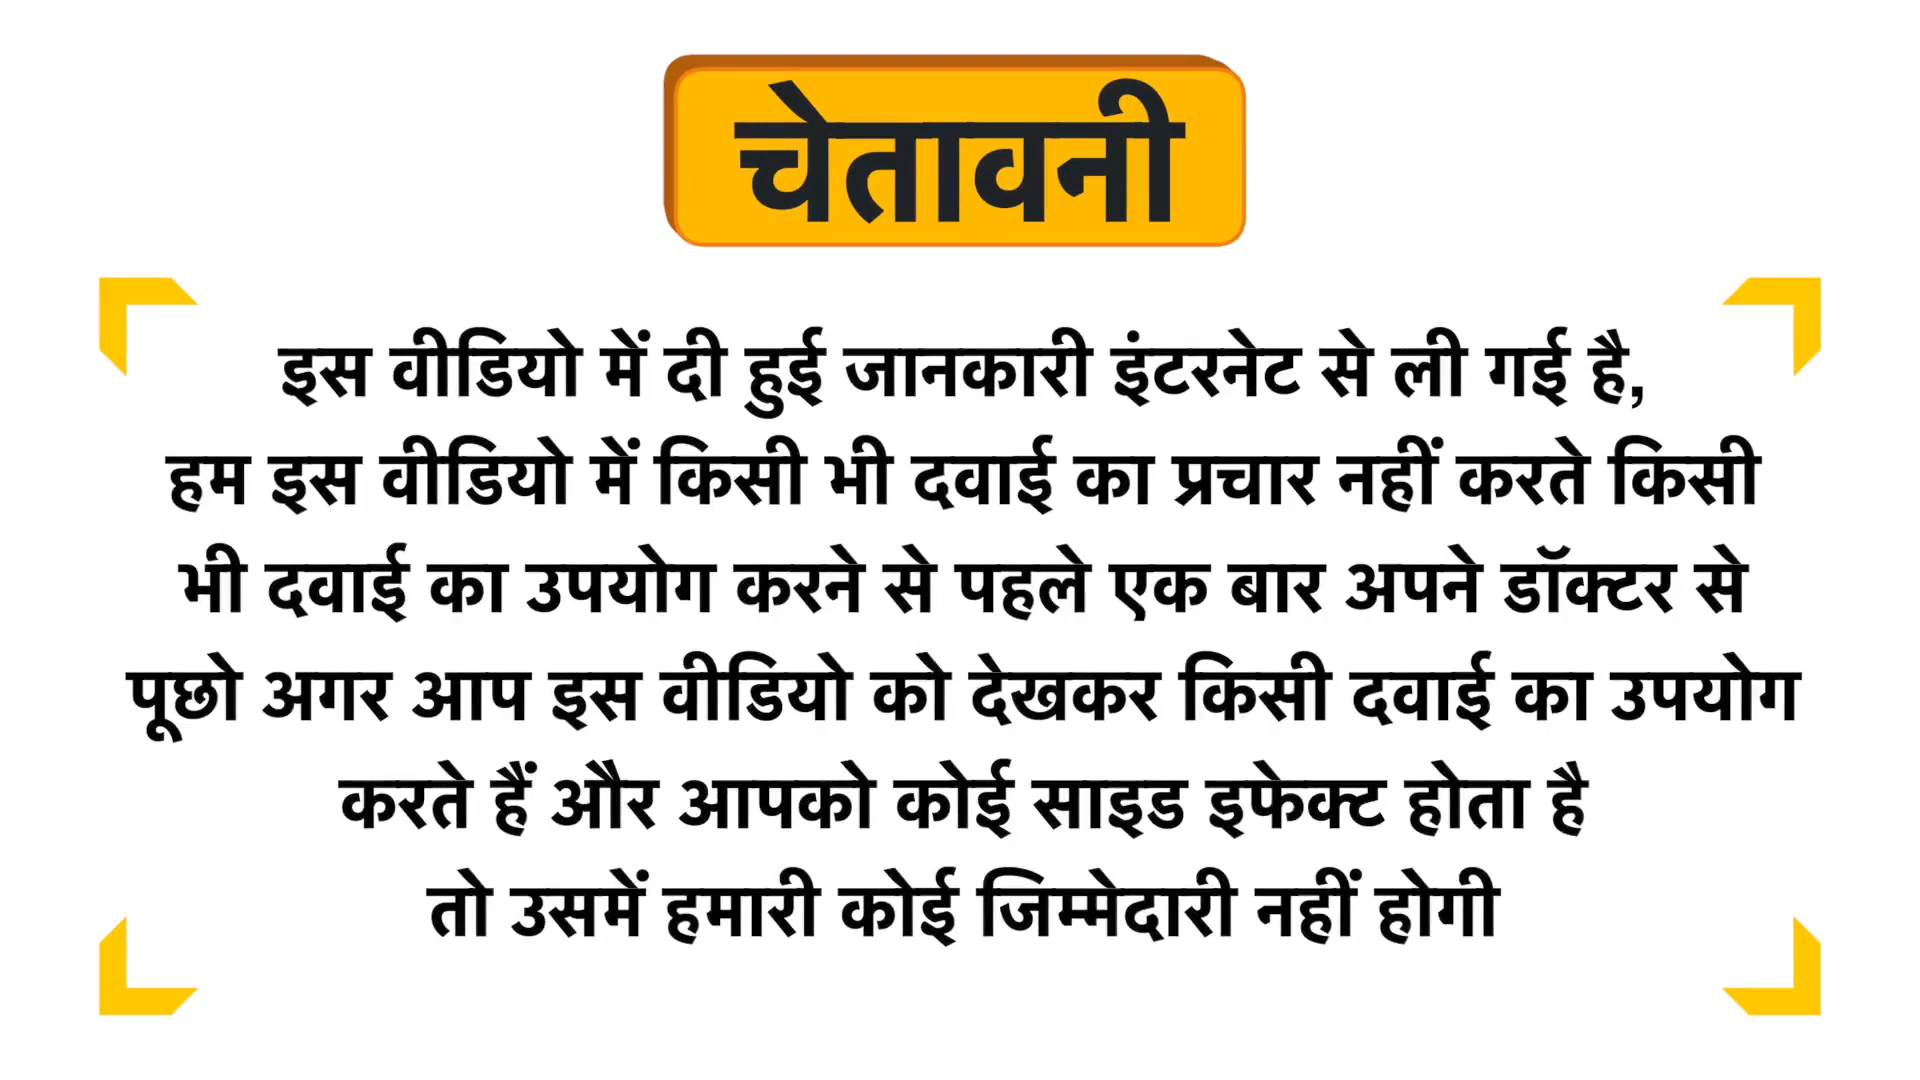 चेतावनी
इस वीडियो में दी हुई जानकारी इंटरनेट से ली गई है,
हम इस वीडियो में किसी भी दवाई का प्रचार नहीं करते किसी
भी दवाई का उपयोग करने से पहले एक बार अपने डॉक्टर से
पूछो अगर आप इस वीडियो को देखकर किसी दवाई का उपयोग
करते हैं और आपको कोई साइड इफेक्ट होता है
तो उसमें हमारी कोई जिम्मेदारी नहीं होगी